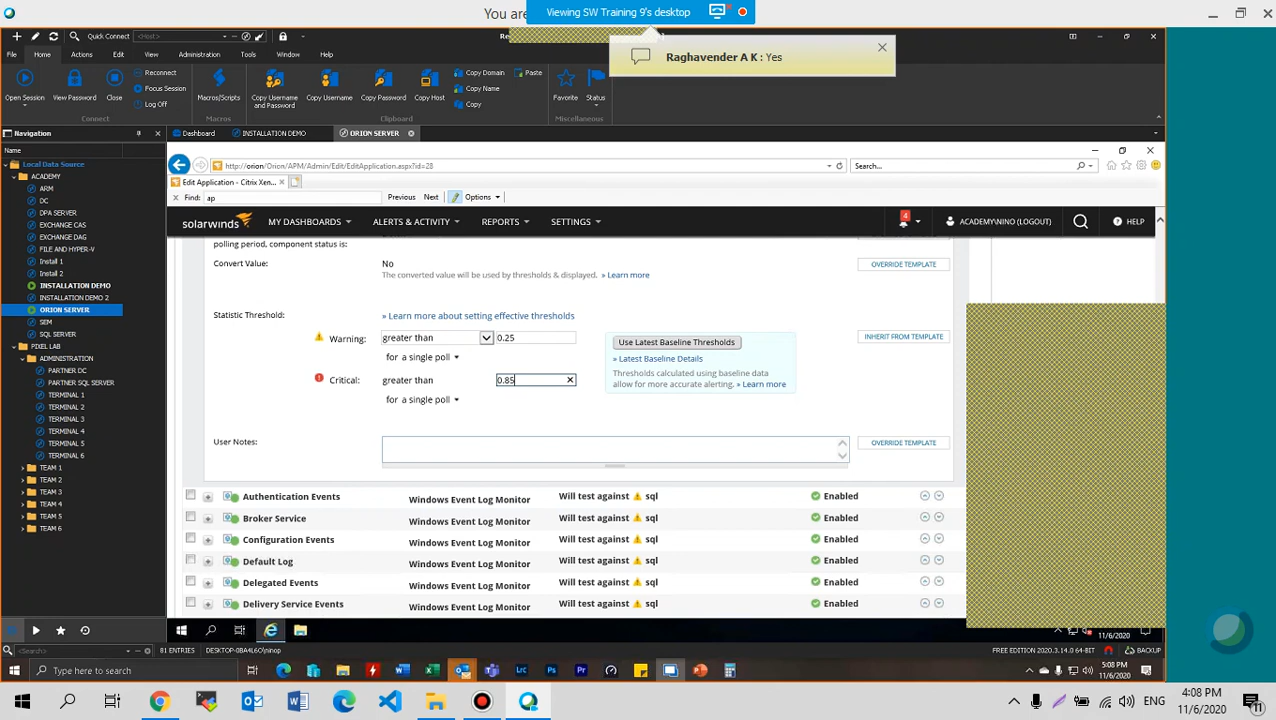 You are
Viewing SW Training 9's desktop
Raghavender A K : Yes
Quick Connect
<Host>
File
Home
Actions
Edit
View
Administration
Tools
Window
Help
Open Session
View Password
Close
Reconnect
Focus Session
Log Off
Connect
Macros/Scripts
Copy Username and Password
Copy Username
Copy Password
Copy Host
Copy Domain
Copy Name
Copy
Paste
Clipboard
Favorite
Status
Miscellaneous
Navigation
Dashboard
INSTALLATION DEMO
ORION SERVER
Name
Local Data Source
ACADEMY
ARM
DC
DPA SERVER
EXCHANGE CAS
EXCHANGE DAG
FILE AND HYPER-V
Install 1
Install 2
INSTALLATION DEMO
INSTALLATION DEMO 2
ORION SERVER
SEM
SQL SERVER
PIXEL LAB
ADMINISTRATION
PARTNER DC
PARTNER SQL SERVER
TERMINAL 1
TERMINAL 2
TERMINAL 3
TERMINAL 4
TERMINAL 5
TERMINAL 6
TEAM 1
TEAM 2
TEAM 3
TEAM 4
TEAM 5
TEAM 6
http://orion/Orion/APM/Admin/Edit/EditApplication.aspx?id=28
Search...
Edit Application - Citrix Xen...
Find: ap
Previous
Next
Options
solarwinds
MY DASHBOARDS
ALERTS & ACTIVITY
REPORTS
SETTINGS
4
ACADEMY\NINO (LOGOUT)
HELP
polling period, component status is:
Convert Value:
No
OVERRIDE TEMPLATE
The converted value will be used by thresholds & displayed. » Learn more
Statistic Threshold:
» Learn more about setting effective thresholds
Warning:
greater than
0.25
Use Latest Baseline Thresholds
INHERIT FROM TEMPLATE
for a single poll
» Latest Baseline Details
Thresholds calculated using baseline data
allow for more accurate alerting. » Learn more
Critical:
greater than
0.85
for a single poll
User Notes:
OVERRIDE TEMPLATE
Authentication Events Windows Event Log Monitor Will test against sql Enabled
Broker Service Windows Event Log Monitor Will test against sql Enabled
Configuration Events Windows Event Log Monitor Will test against sql Enabled
Default Log Windows Event Log Monitor Will test against sql Enabled
Delegated Events Windows Event Log Monitor Will test against sql Enabled
Delivery Service Events Windows Event Log Monitor Will test against sql Enabled
5:08 PM
11/6/2020
<Search>
81 ENTRIES
DESKTOP-0BA4L6O\ninop
FREE EDITION 2020.3.14.0 64-BIT
BACKUP
Type here to search
5:08 PM
11/6/2020
ENG
4:08 PM
11/6/2020